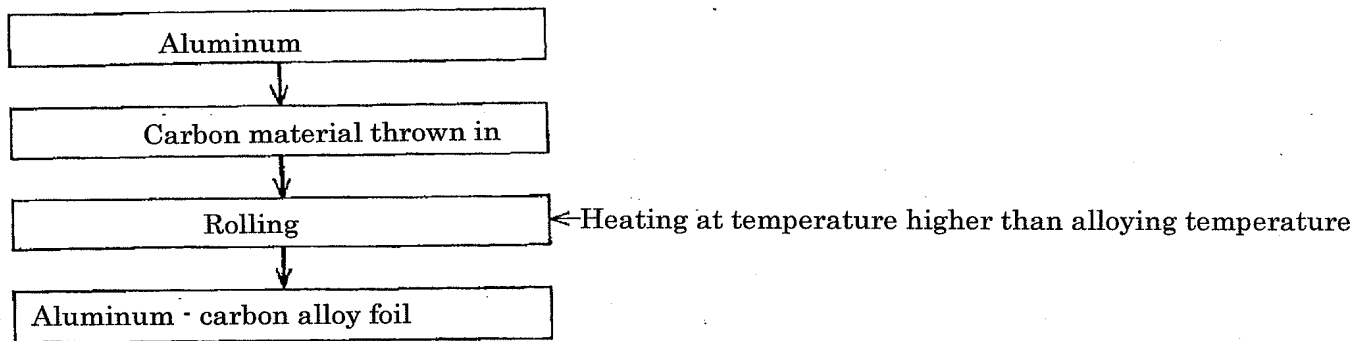 Aluminum
Carbon material thrown in
Rolling
Heating at temperature higher than alloying temperature
Aluminum - carbon alloy foil